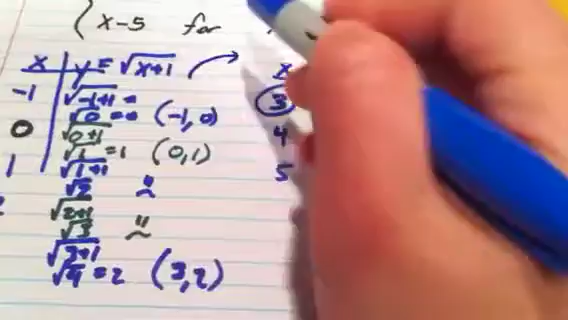 { x-5 for
x y = √x+1 x
-1 √-1+1 =
√0 = 0 (-1, 0) 3
0 √0+1
√1 = 1 (0, 1) 4
1 √1+1
√2 " 5
√2+1
√3 "
√3+1
√4 = 2 (3, 2)